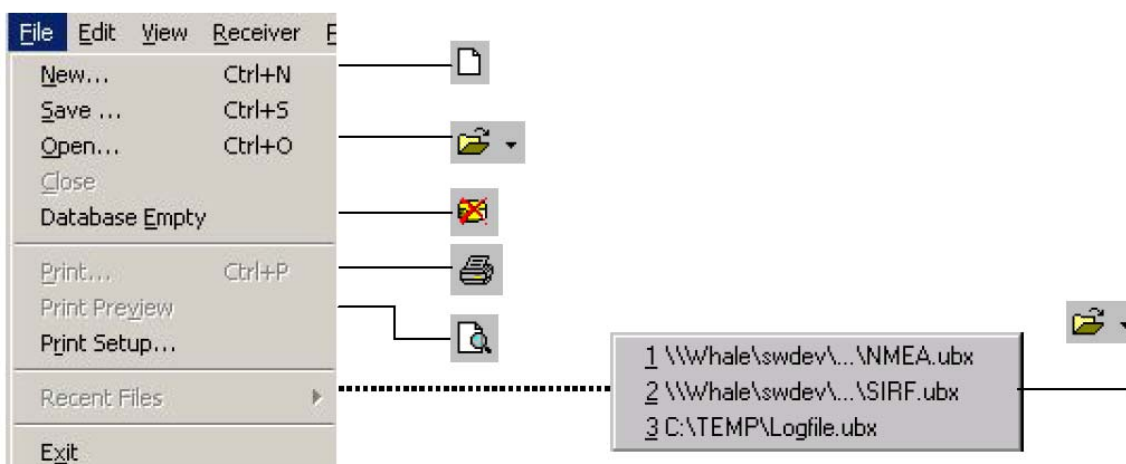 File Edit View Receiver
New... Ctrl+N
Save ... Ctrl+S
Open... Ctrl+O
Close
Database Empty
Print... Ctrl+P
Print Preview
Print Setup...
Recent Files
Exit
1 \\Whale\swdev\...\NMEA.ubx
2 \\Whale\swdev\...\SIRF.ubx
3 C:\TEMP\Logfile.ubx